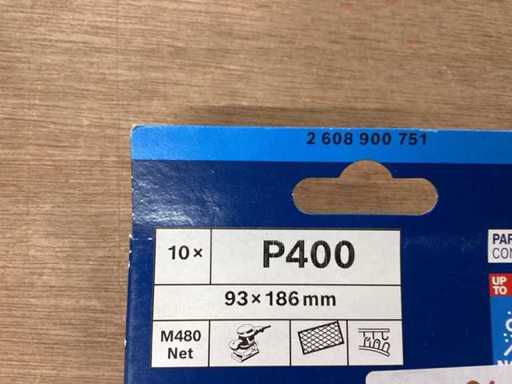 2 608 900 751
10× P400
93 × 186 mm
M480
Net
PAR
CON
UP
TO